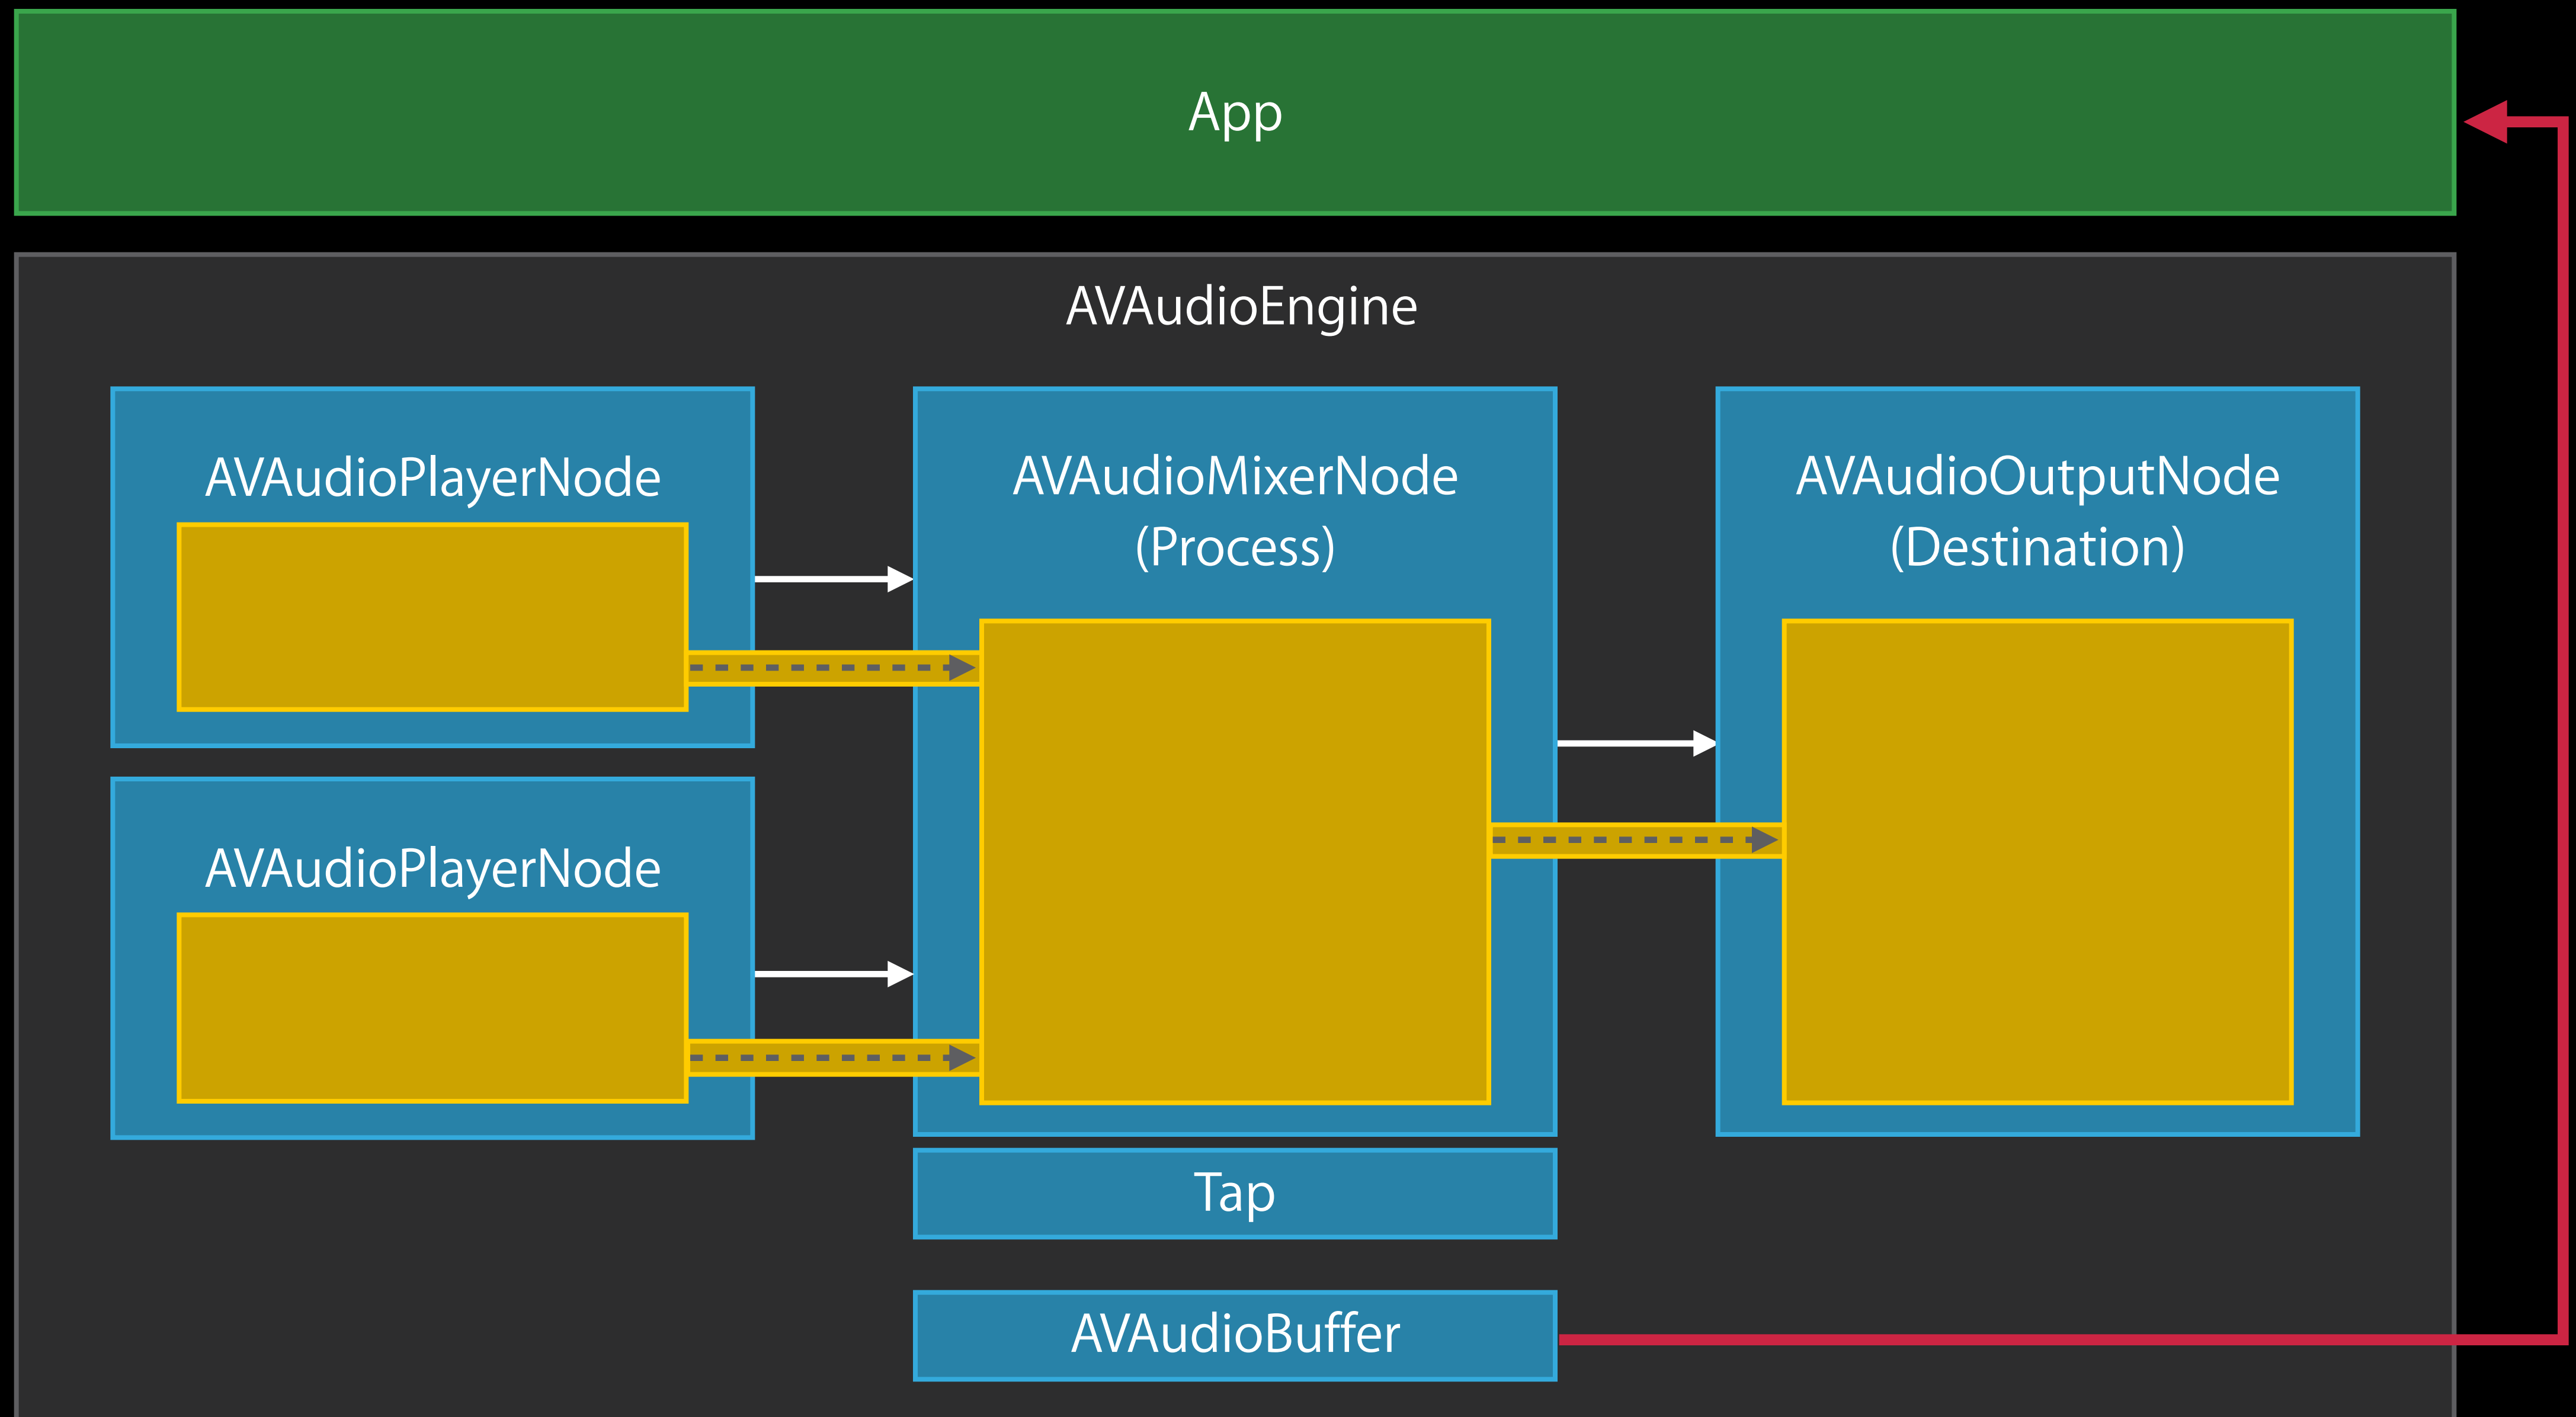 App
AVAudioEngine
AVAudioPlayerNode
AVAudioMixerNode
(Process)
AVAudioOutputNode
(Destination)
AVAudioPlayerNode
Tap
AVAudioBuffer